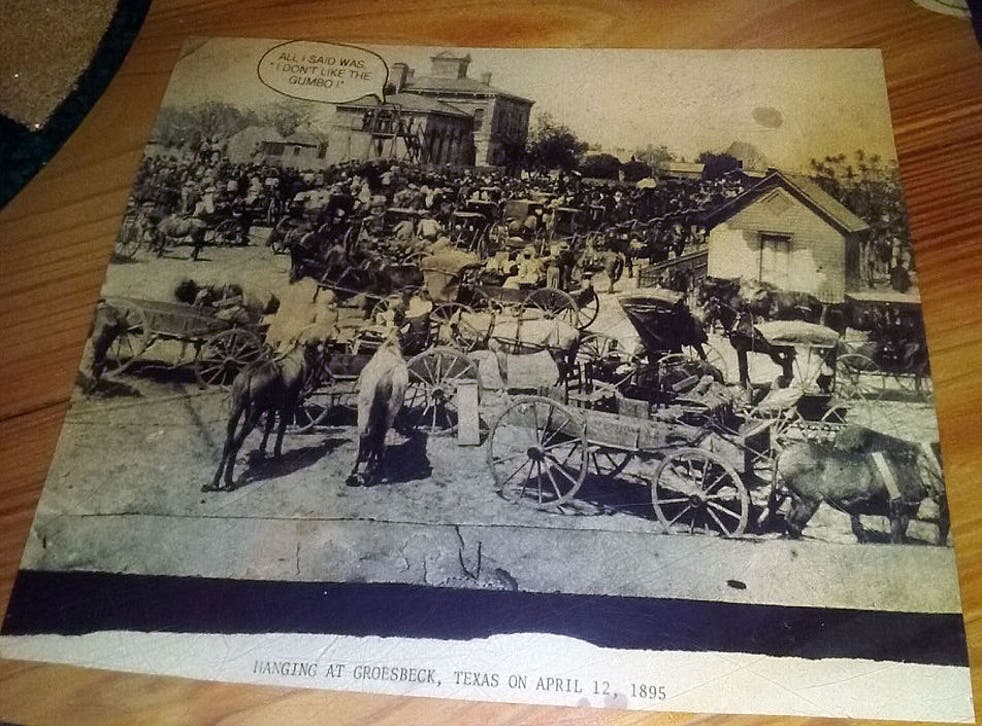 ALL I SAID WAS,
"I DON'T LIKE THE
GUMBO!"
HANGING AT GROESBECK, TEXAS ON APRIL 12, 1895